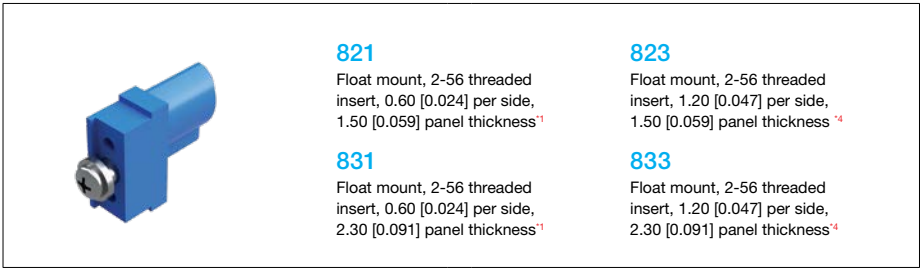 821
Float mount, 2-56 threaded
insert, 0.60 [0.024] per side,
1.50 [0.059] panel thickness*1
831
Float mount, 2-56 threaded
insert, 0.60 [0.024] per side,
2.30 [0.091] panel thickness*1
823
Float mount, 2-56 threaded
insert, 1.20 [0.047] per side,
1.50 [0.059] panel thickness *4
833
Float mount, 2-56 threaded
insert, 1.20 [0.047] per side,
2.30 [0.091] panel thickness*4